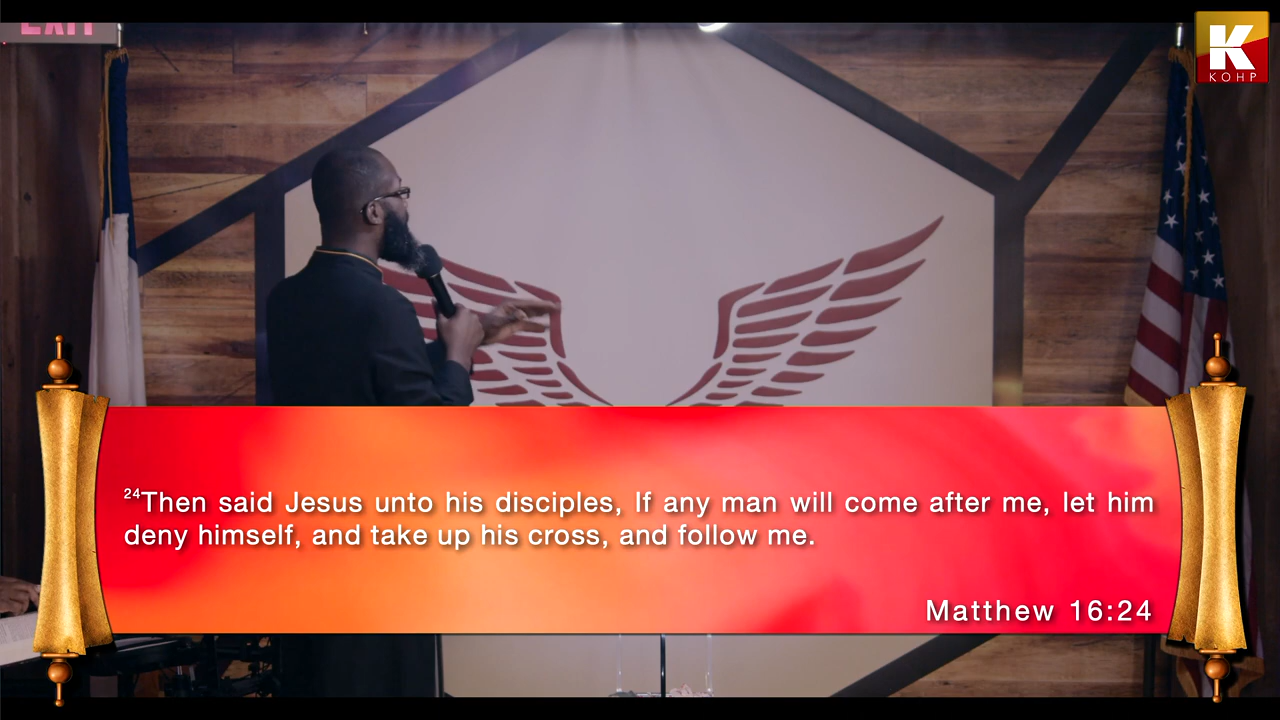 EXIT
K
KOHP
²⁴Then said Jesus unto his disciples, If any man will come after me, let him
deny himself, and take up his cross, and follow me.
Matthew 16:24